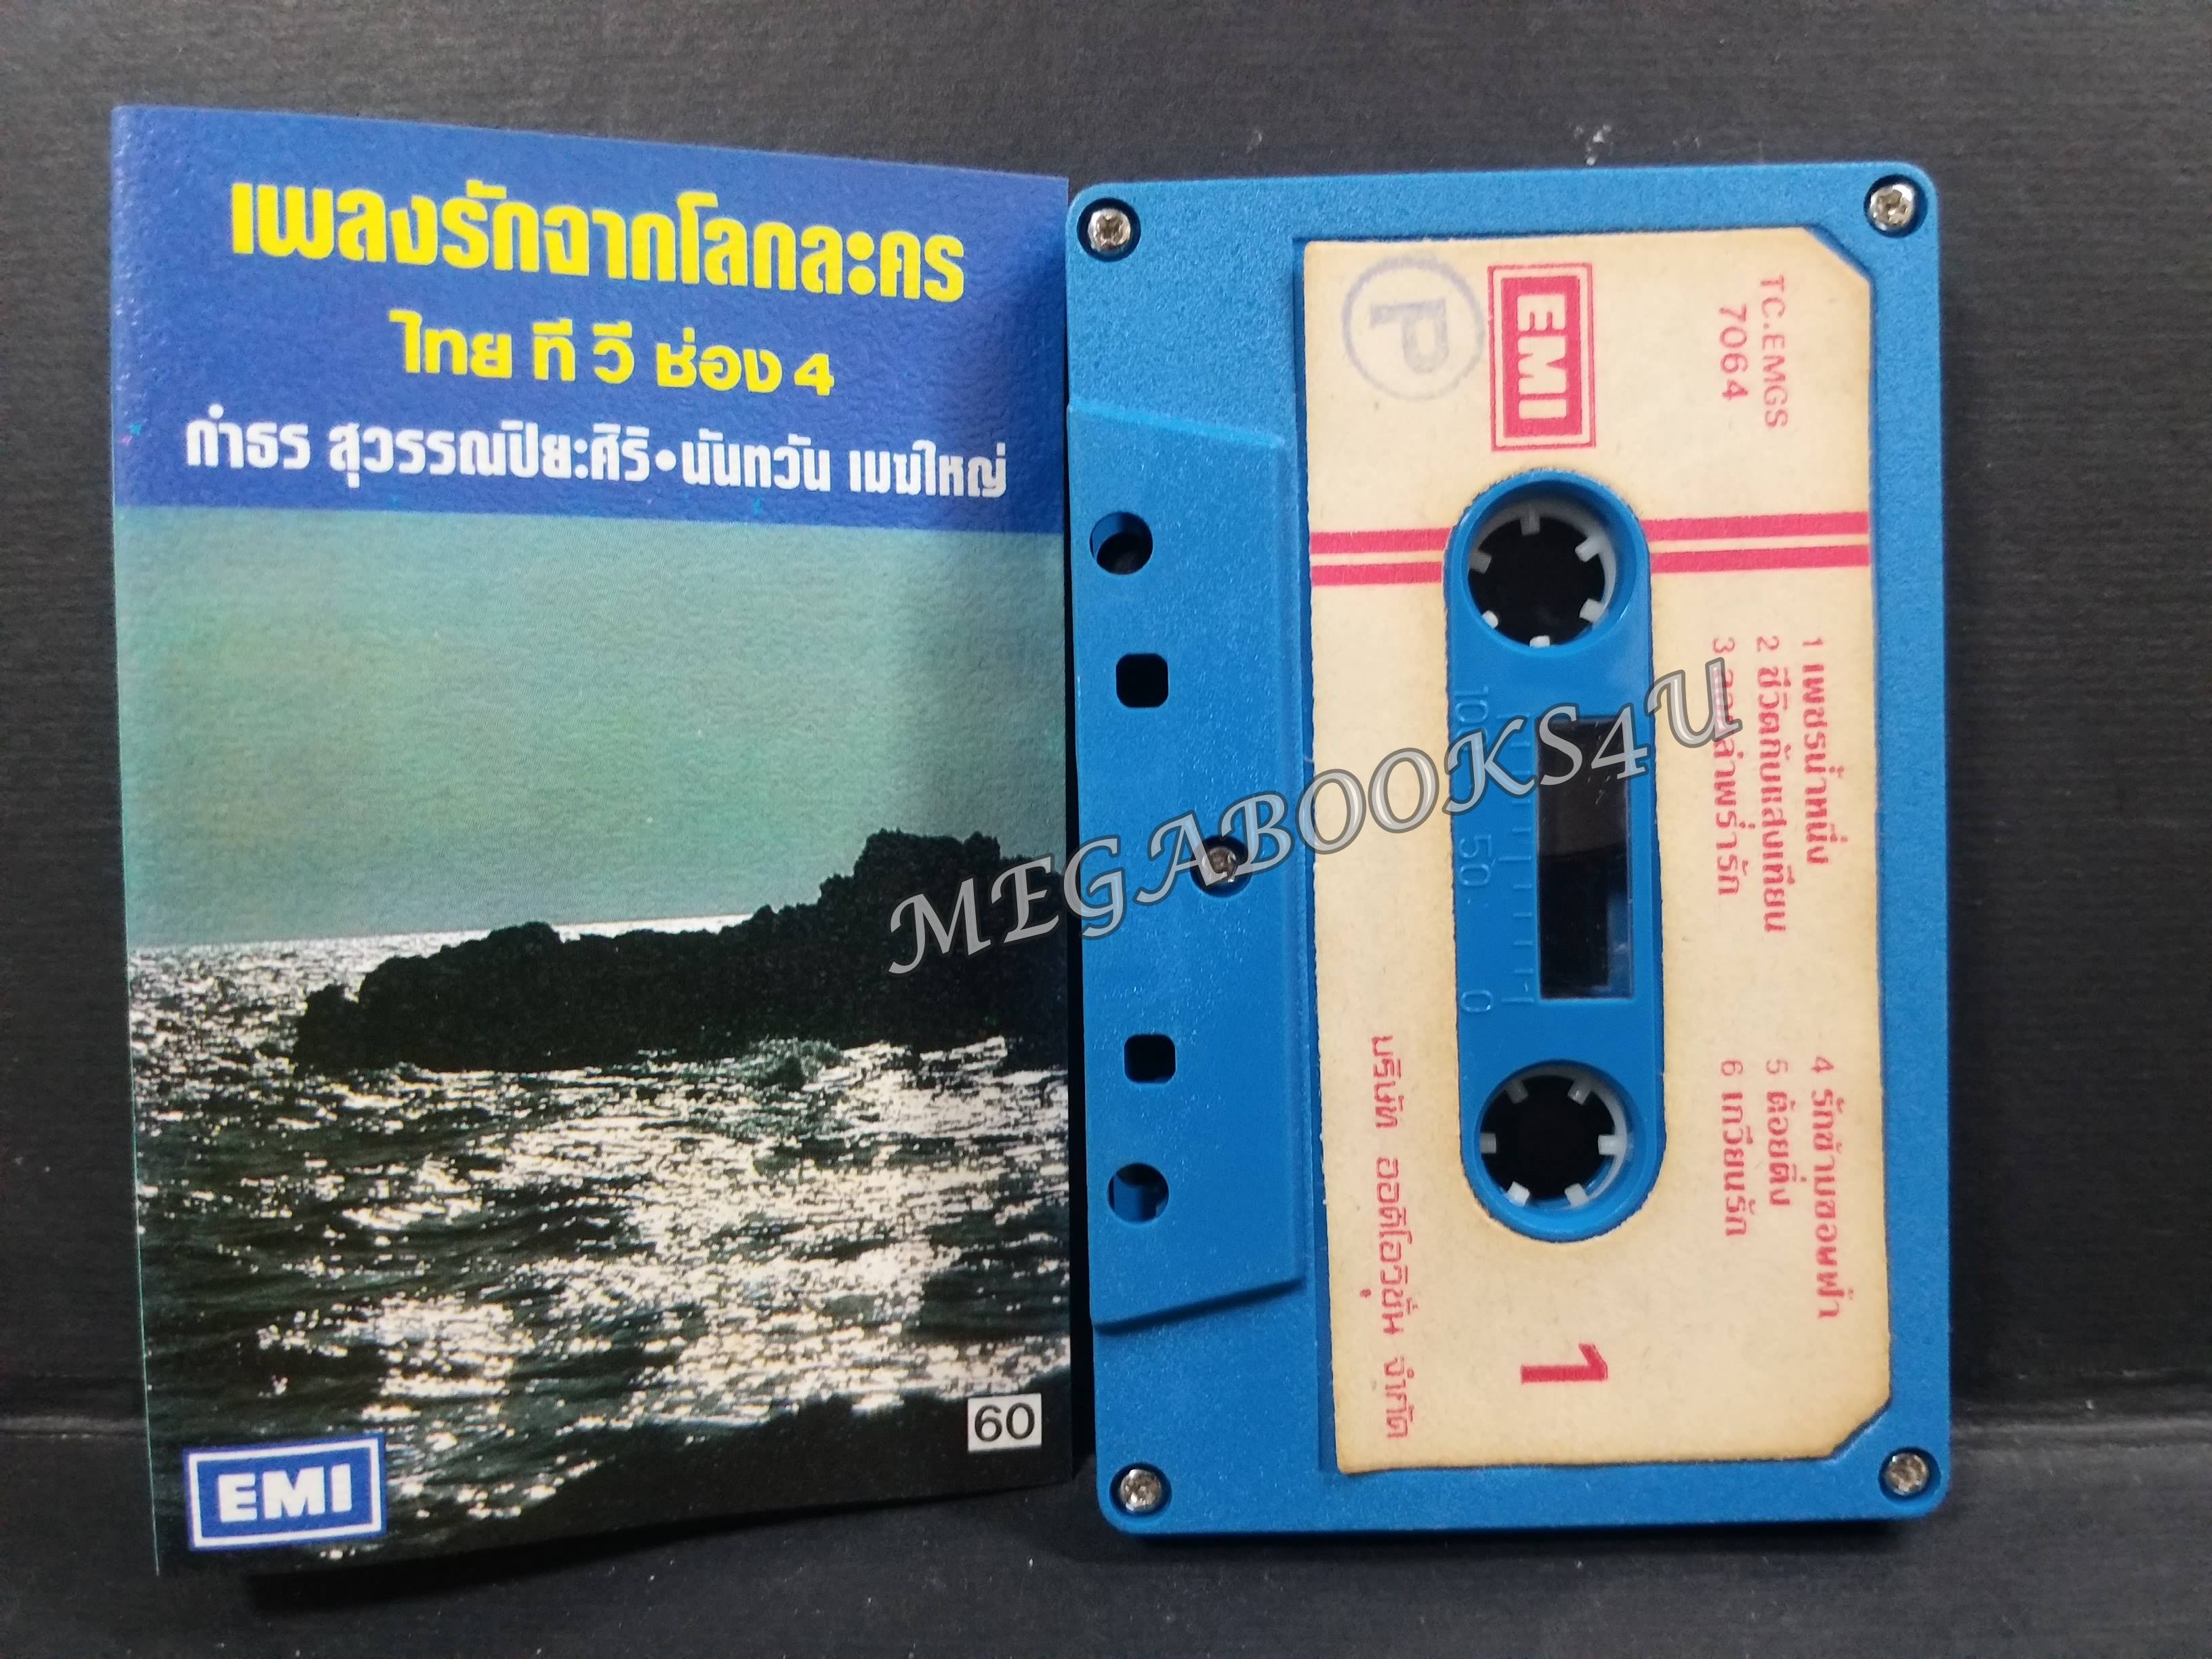 เพลงรักจากโลกละคร
ไทย ที วี ช่อง 4
กำธร สุวรรณปิยะศิริ • นันทวัน เมฆใหญ่
EMI
60
P
EMI
TC.EMGS
7064
1 เพชรน้ำหนึ่ง
2 ชีวิตกับแสงเทียน
3 พร่ำรัก
4 รักข้ามขอบฟ้า
5 ต้อยติ่ง
6 เกวียนรัก
100 50 0
1
บริษัท ออดิโอวิชั่น จำกัด
MEGABOOKS4U